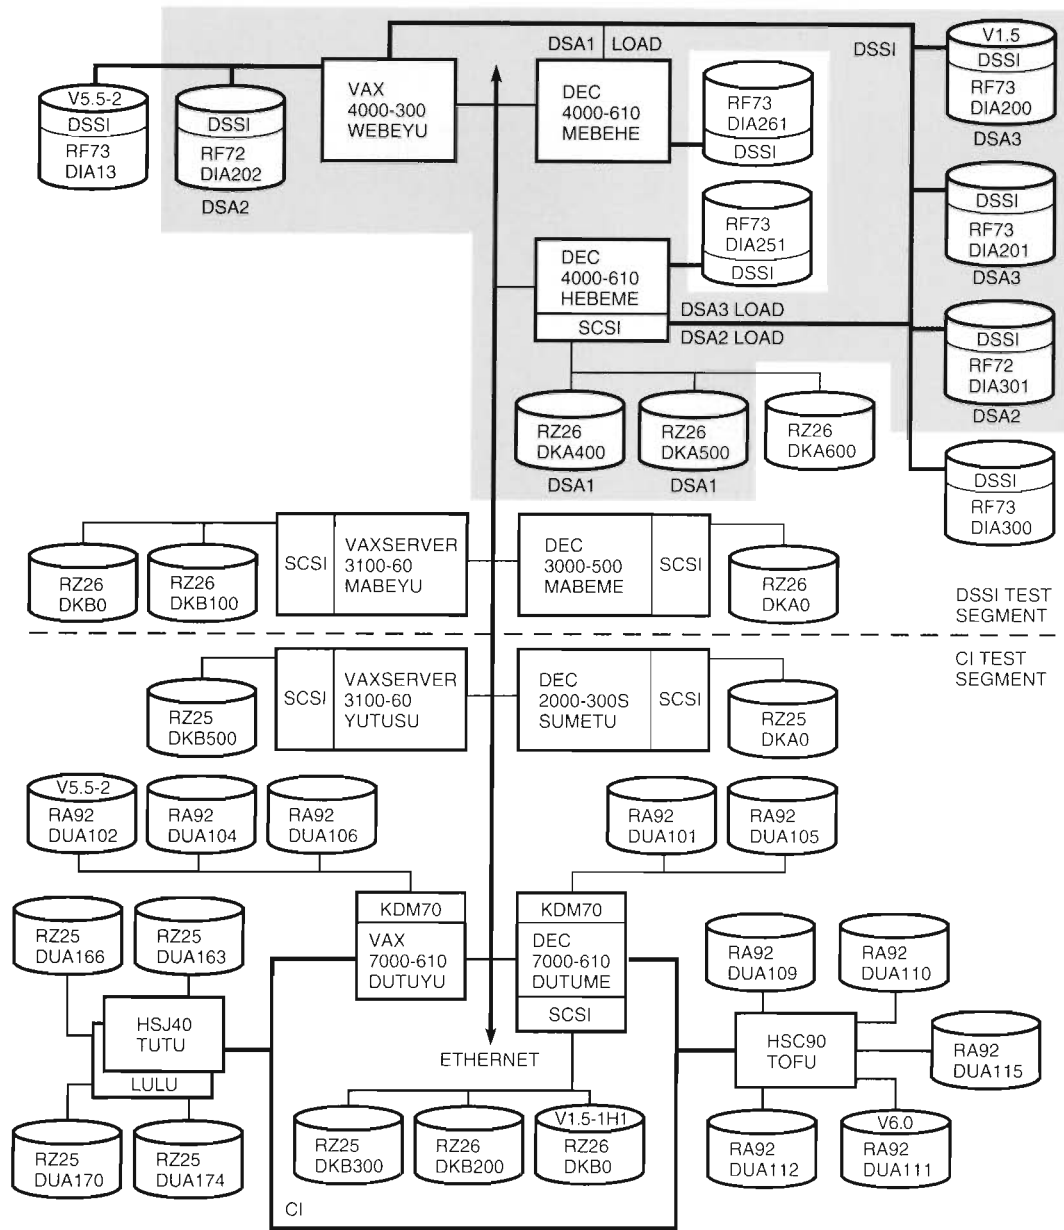 DSA1 LOAD
DSSI
V5.5-2
DSSI
RF73
DIA13
DSSI
RF72
DIA202
DSA2
VAX
4000-300
WEBEYU
DEC
4000-610
MEBEHE
RF73
DIA261
DSSI
V1.5
DSSI
RF73
DIA200
DSA3
RF73
DIA251
DSSI
DSSI
RF73
DIA201
DSA3
DEC
4000-610
HEBEME
SCSI
DSA3 LOAD
DSA2 LOAD
DSSI
RF72
DIA301
DSA2
RZ26
DKA400
DSA1
RZ26
DKA500
DSA1
RZ26
DKA600
DSSI
RF73
DIA300
RZ26
DKB0
RZ26
DKB100
SCSI
VAXSERVER
3100-60
MABEYU
DEC
3000-500
MABEME
SCSI
RZ26
DKA0
DSSI TEST
SEGMENT
CI TEST
SEGMENT
RZ25
DKB500
SCSI
VAXSERVER
3100-60
YUTUSU
DEC
2000-300S
SUMETU
SCSI
RZ25
DKA0
V5.5-2
RA92
DUA102
RA92
DUA104
RA92
DUA106
RA92
DUA101
RA92
DUA105
KDM70
VAX
7000-610
DUTUYU
KDM70
DEC
7000-610
DUTUME
SCSI
RZ25
DUA166
RZ25
DUA163
HSJ40
TUTU
LULU
RZ25
DUA170
RZ25
DUA174
RA92
DUA109
RA92
DUA110
HSC90
TOFU
RA92
DUA115
RA92
DUA112
V6.0
RA92
DUA111
ETHERNET
RZ25
DKB300
RZ26
DKB200
V1.5-1H1
RZ26
DKB0
CI